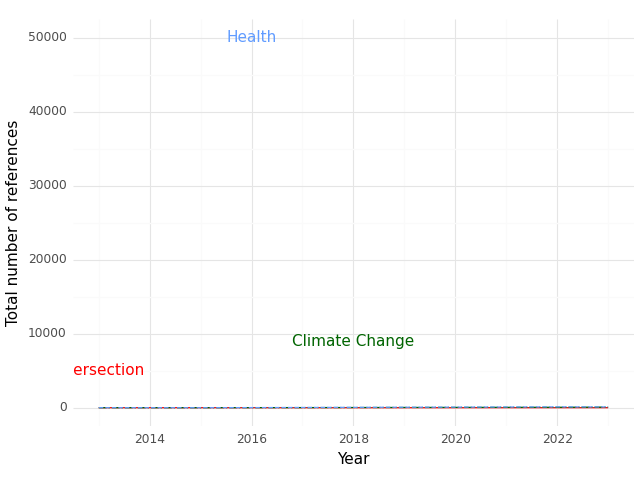 50000
Health
40000
30000
20000
10000
Climate Change
ersection
0
2014 2016 2018 2020 2022
Year
Total number of references